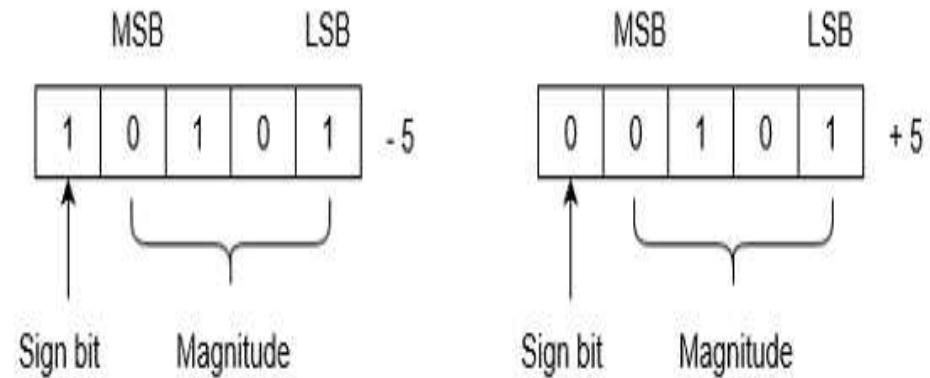 MSB LSB MSB LSB
1 0 1 0 1 - 5 0 0 1 0 1 + 5
Sign bit Magnitude Sign bit Magnitude